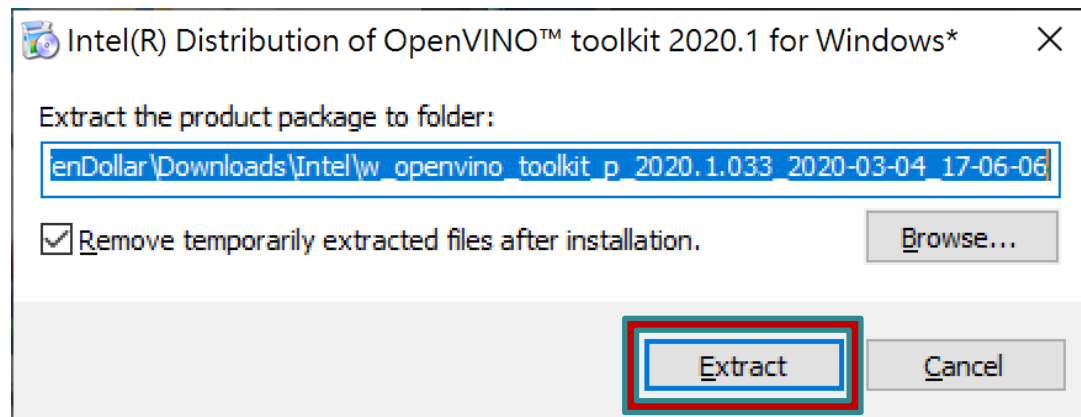 Intel(R) Distribution of OpenVINO™ toolkit 2020.1 for Windows*
Extract the product package to folder:
enDollar\Downloads\Intel\w_openvino_toolkit_p_2020.1.033_2020-03-04_17-06-06
Remove temporarily extracted files after installation.
Browse...
Extract
Cancel